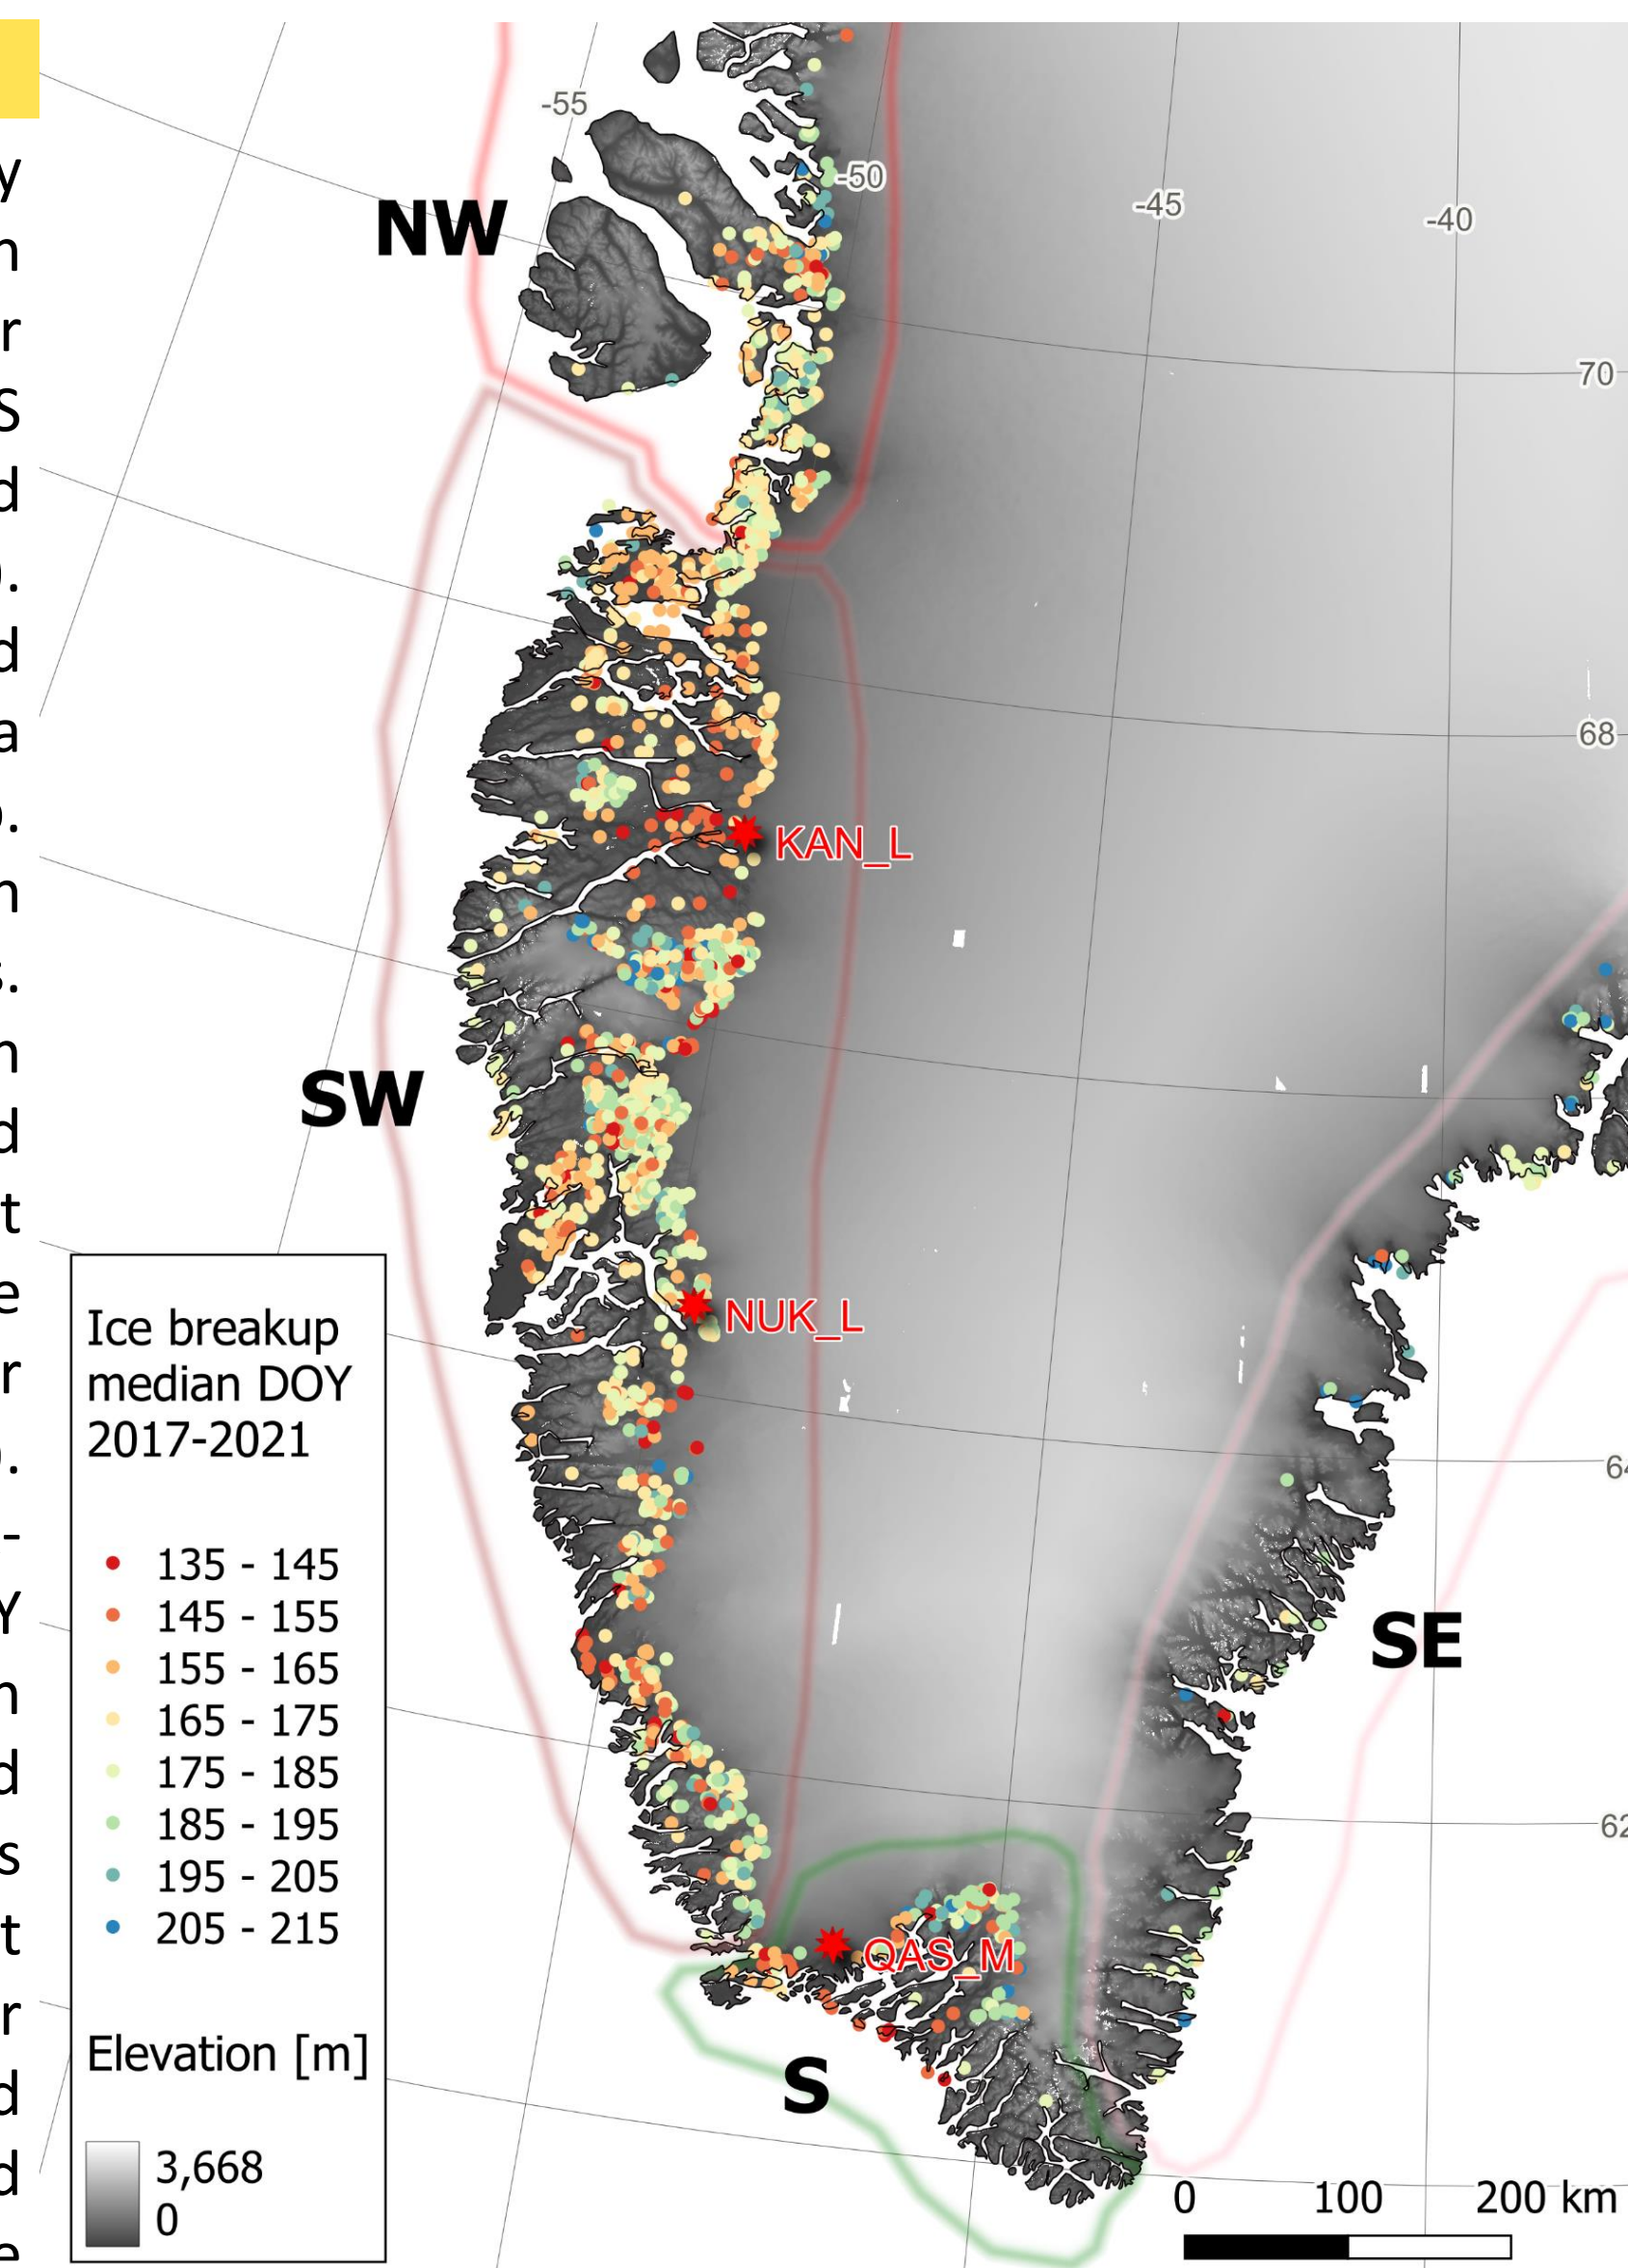 y
n
r
S
d
).
d
a
o.
n
s.
n
d
t
e
r
).
-
Y
n
d
s
t
r
d
d
e
-55
-50
-45
-40
NW
70
68
KAN_L
SW
NUK_L
64
SE
62
QAS_M
S
Ice breakup
median DOY
2017-2021
135 - 145
145 - 155
155 - 165
165 - 175
175 - 185
185 - 195
195 - 205
205 - 215
Elevation [m]
3,668
0
0 100 200 km